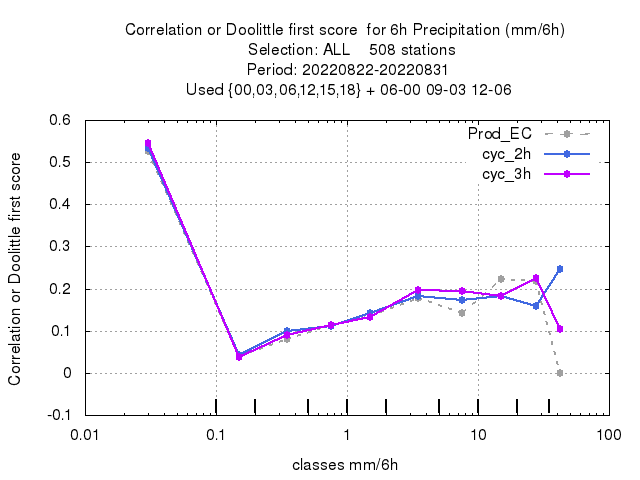 Correlation or Doolittle first score  for 6h Precipitation (mm/6h)
Selection: ALL    508 stations
Period: 20220822-20220831
Used {00,03,06,12,15,18} + 06-00 09-03 12-06
Correlation or Doolittle first score
0.6
0.5
0.4
0.3
0.2
0.1
0
-0.1
Prod_EC
cyc_2h
cyc_3h
0.01 0.1 1 10 100
classes mm/6h